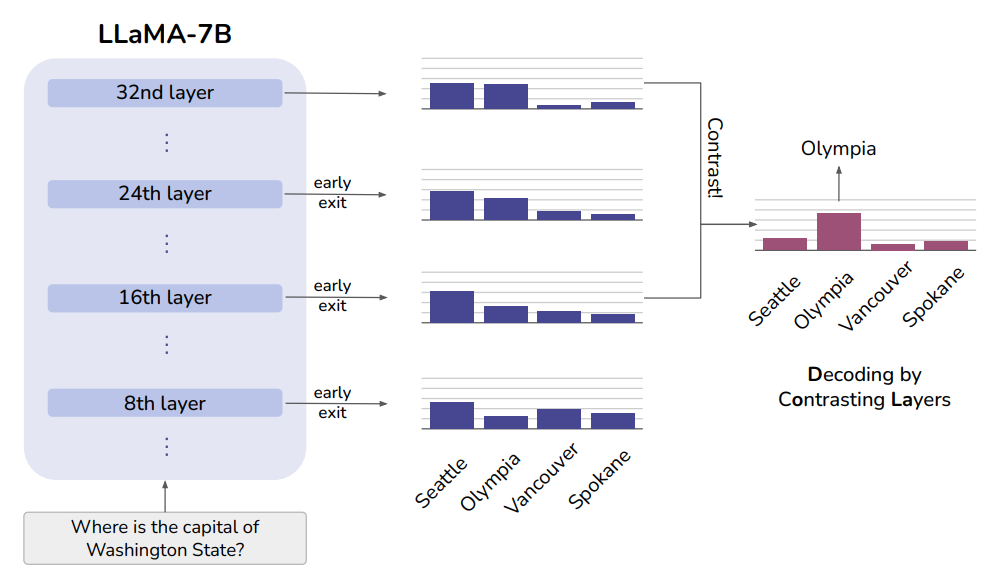 LLaMA-7B
32nd layer
24th layer
early
exit
16th layer
early
exit
8th layer
early
exit
Where is the capital of
Washington State?
Seattle
Olympia
Vancouver
Spokane
Contrast!
Olympia
Seattle
Olympia
Vancouver
Spokane
Decoding by
Contrasting Layers